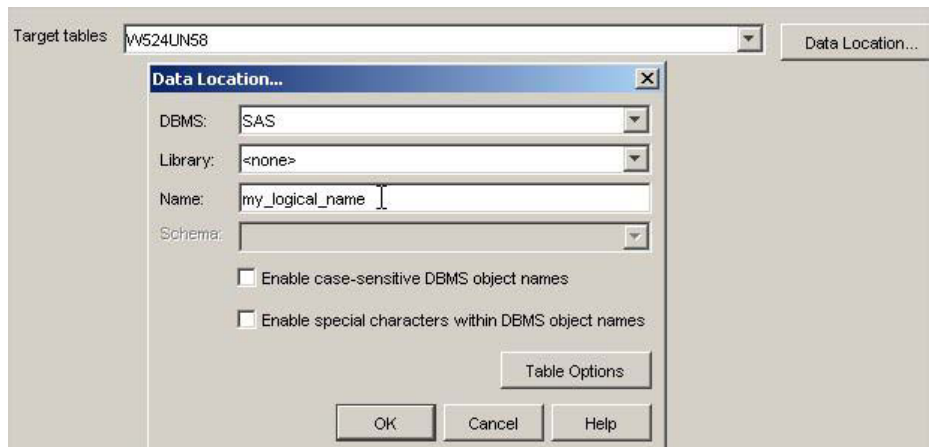 Target tables W524UN58 Data Location...
Data Location...
DBMS: SAS
Library: <none>
Name: my_logical_name
Schema:
Enable case-sensitive DBMS object names
Enable special characters within DBMS object names
Table Options
OK Cancel Help